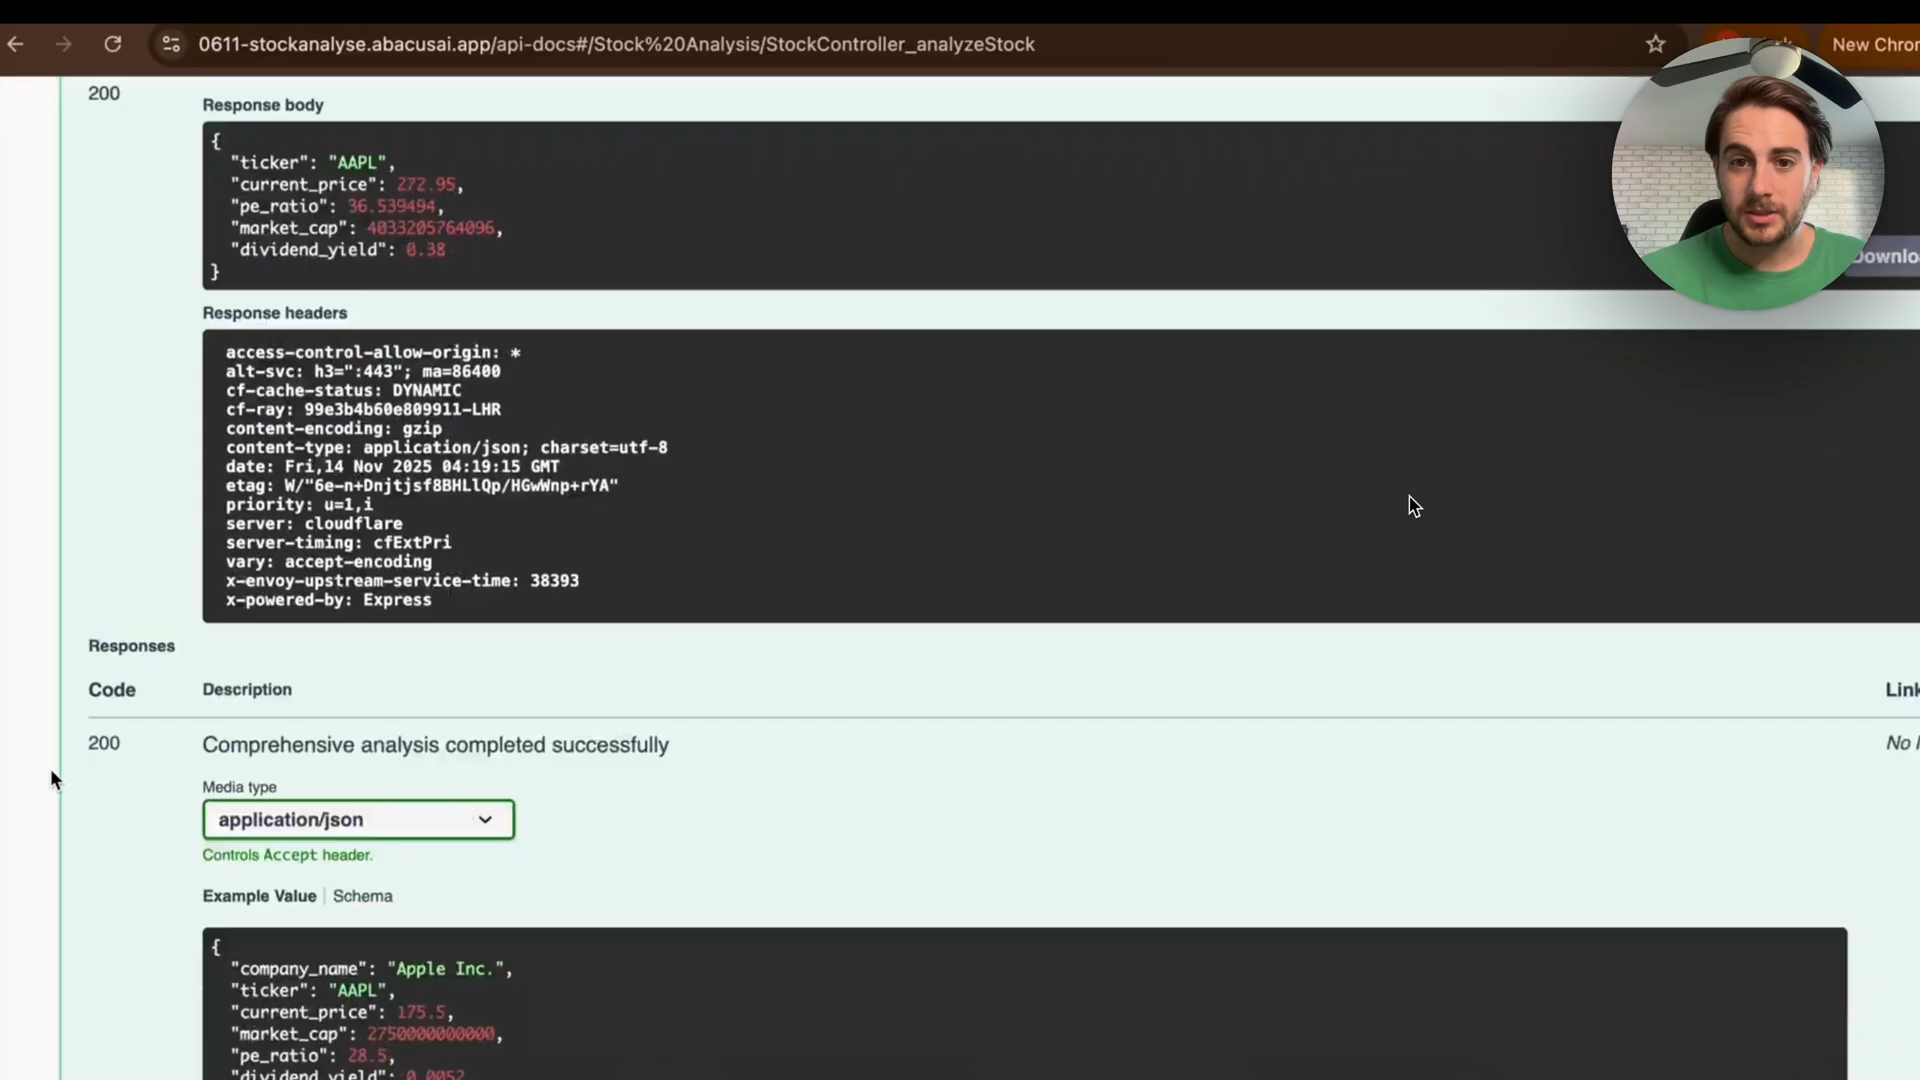 0611-stockanalyse.abacusai.app/api-docs#/Stock%20Analysis/StockController_analyzeStock
New Chro
200
Response body
{
"ticker": "AAPL",
"current_price": 272.95,
"pe_ratio": 36.539494,
"market_cap": 4033205764096,
"dividend_yield": 0.38
}
Downlo
Response headers
access-control-allow-origin: *
alt-svc: h3=":443"; ma=86400
cf-cache-status: DYNAMIC
cf-ray: 99e3b4b60e809911-LHR
content-encoding: gzip
content-type: application/json; charset=utf-8
date: Fri,14 Nov 2025 04:19:15 GMT
etag: W/"6e-n+Dnjtjsf8BHLlQp/HGwWnp+rYA"
priority: u=1,i
server: cloudflare
server-timing: cfExtPri
vary: accept-encoding
x-envoy-upstream-service-time: 38393
x-powered-by: Express
Responses
Code Description Link
200 Comprehensive analysis completed successfully No
Media type
application/json
Controls Accept header.
Example Value | Schema
{
"company_name": "Apple Inc.",
"ticker": "AAPL",
"current_price": 175.5,
"market_cap": 2750000000000,
"pe_ratio": 28.5,
"dividend_yield": 0.0052